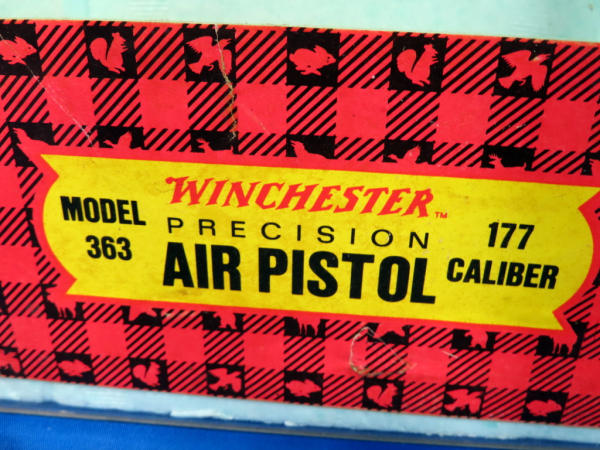 WINCHESTER™
PRECISION
AIR PISTOL
MODEL
363
177
CALIBER